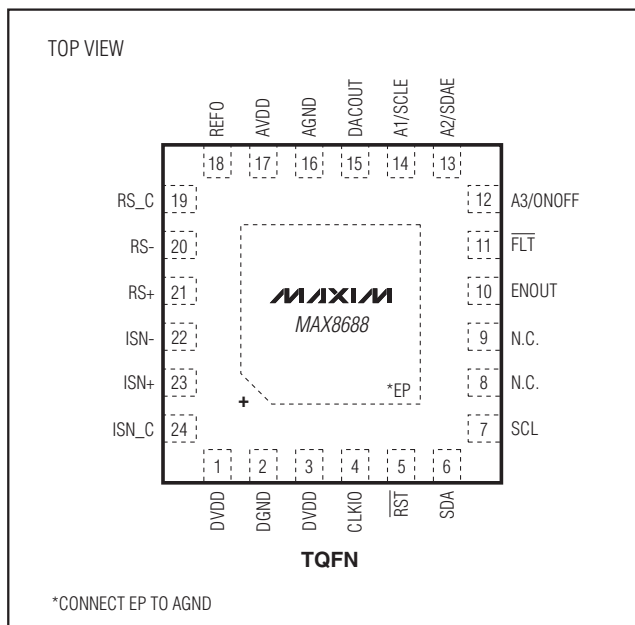 TOP VIEW
REFO
AVDD
AGND
DACOUT
A1/SCLE
A2/SDAE
18 17 16 15 14 13
RS_C 19
RS- 20
RS+ 21
ISN- 22
ISN+ 23
ISN_C 24
MAXIM
MAX8688
*EP
+
12 A3/ONOFF
11 FLT
10 ENOUT
9 N.C.
8 N.C.
7 SCL
1 2 3 4 5 6
DVDD
DGND
DVDD
CLKIO
RST
SDA
TQFN
*CONNECT EP TO AGND